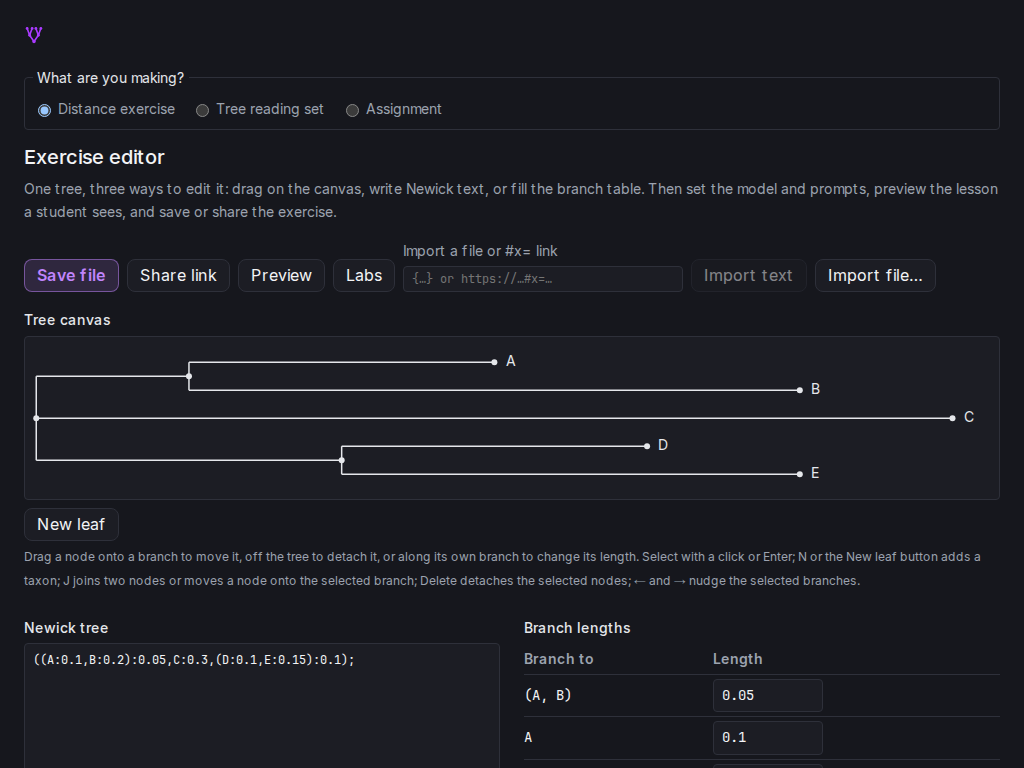 What are you making?
Distance exercise Tree reading set Assignment
Exercise editor
One tree, three ways to edit it: drag on the canvas, write Newick text, or fill the branch table. Then set the model and prompts, preview the lesson
a student sees, and save or share the exercise.
Import a file or #x= link
Save file Share link Preview Labs {…} or https://…#x=… Import text Import file…
Tree canvas
A
B
C
D
E
New leaf
Drag a node onto a branch to move it, off the tree to detach it, or along its own branch to change its length. Select with a click or Enter; N or the New leaf button adds a
taxon; J joins two nodes or moves a node onto the selected branch; Delete detaches the selected nodes; ← and → nudge the selected branches.
Newick tree
((A:0.1,B:0.2):0.05,C:0.3,(D:0.1,E:0.15):0.1);
Branch lengths
Branch to Length
(A, B) 0.05
A 0.1